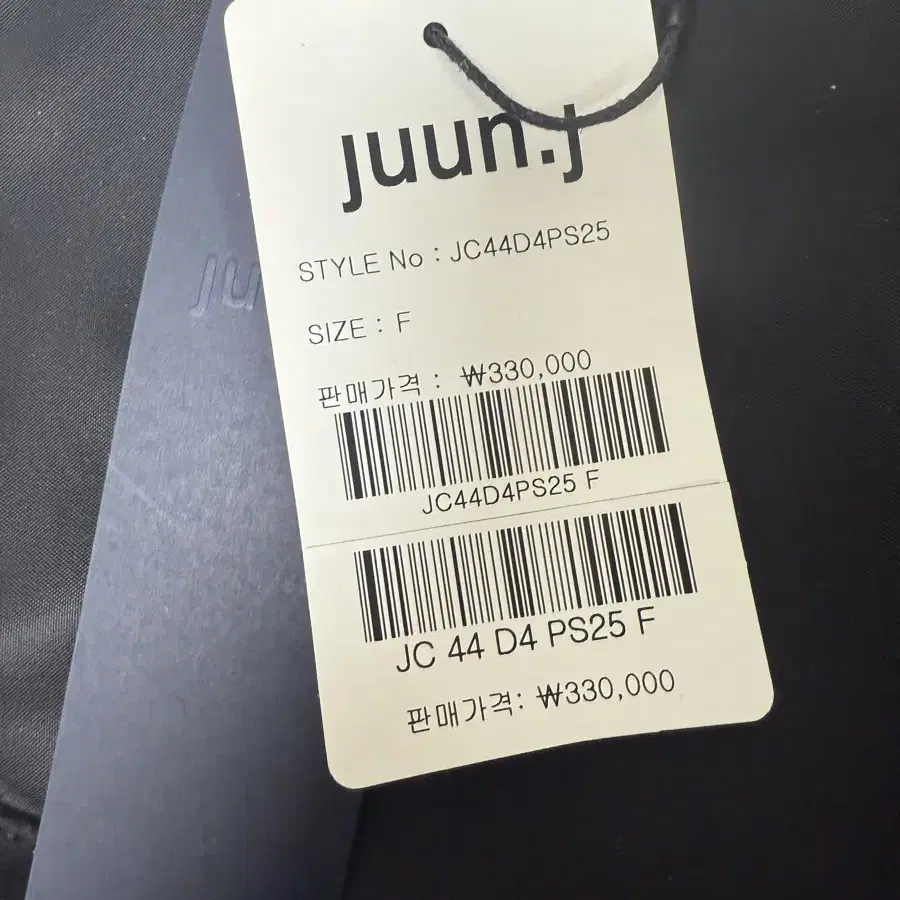 juun.j
STYLE No : JC44D4PS25
SIZE : F
판매가격 : ₩330,000
JC44D4PS25 F
JC 44 D4 PS25 F
판매가격: ₩330,000
ju